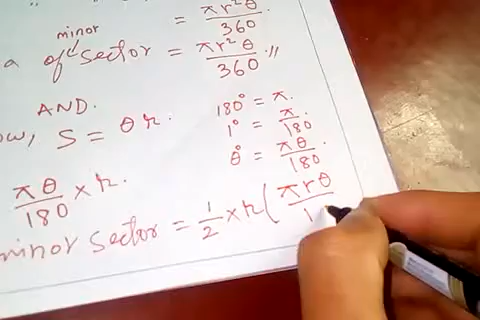 = πr²θ/360.
minor
a of sector = πr²θ/360 〃
AND.
ow, S = θr.
180° = π.
1° = π/180
θ° = πθ/180.
πθ/180 × r.
minor sector = 1/2 × r ( πrθ/1